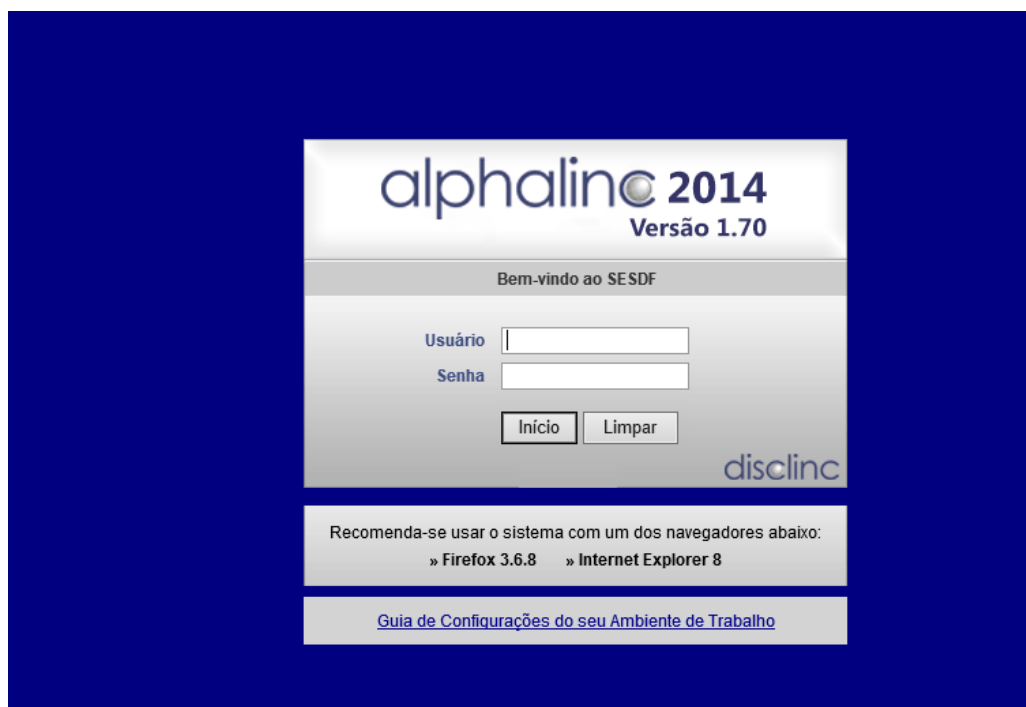 alphalinc 2014
Versão 1.70
Bem-vindo ao SESDF
Usuário
Senha
Início Limpar
disclinc
Recomenda-se usar o sistema com um dos navegadores abaixo:
» Firefox 3.6.8 » Internet Explorer 8
Guia de Configurações do seu Ambiente de Trabalho